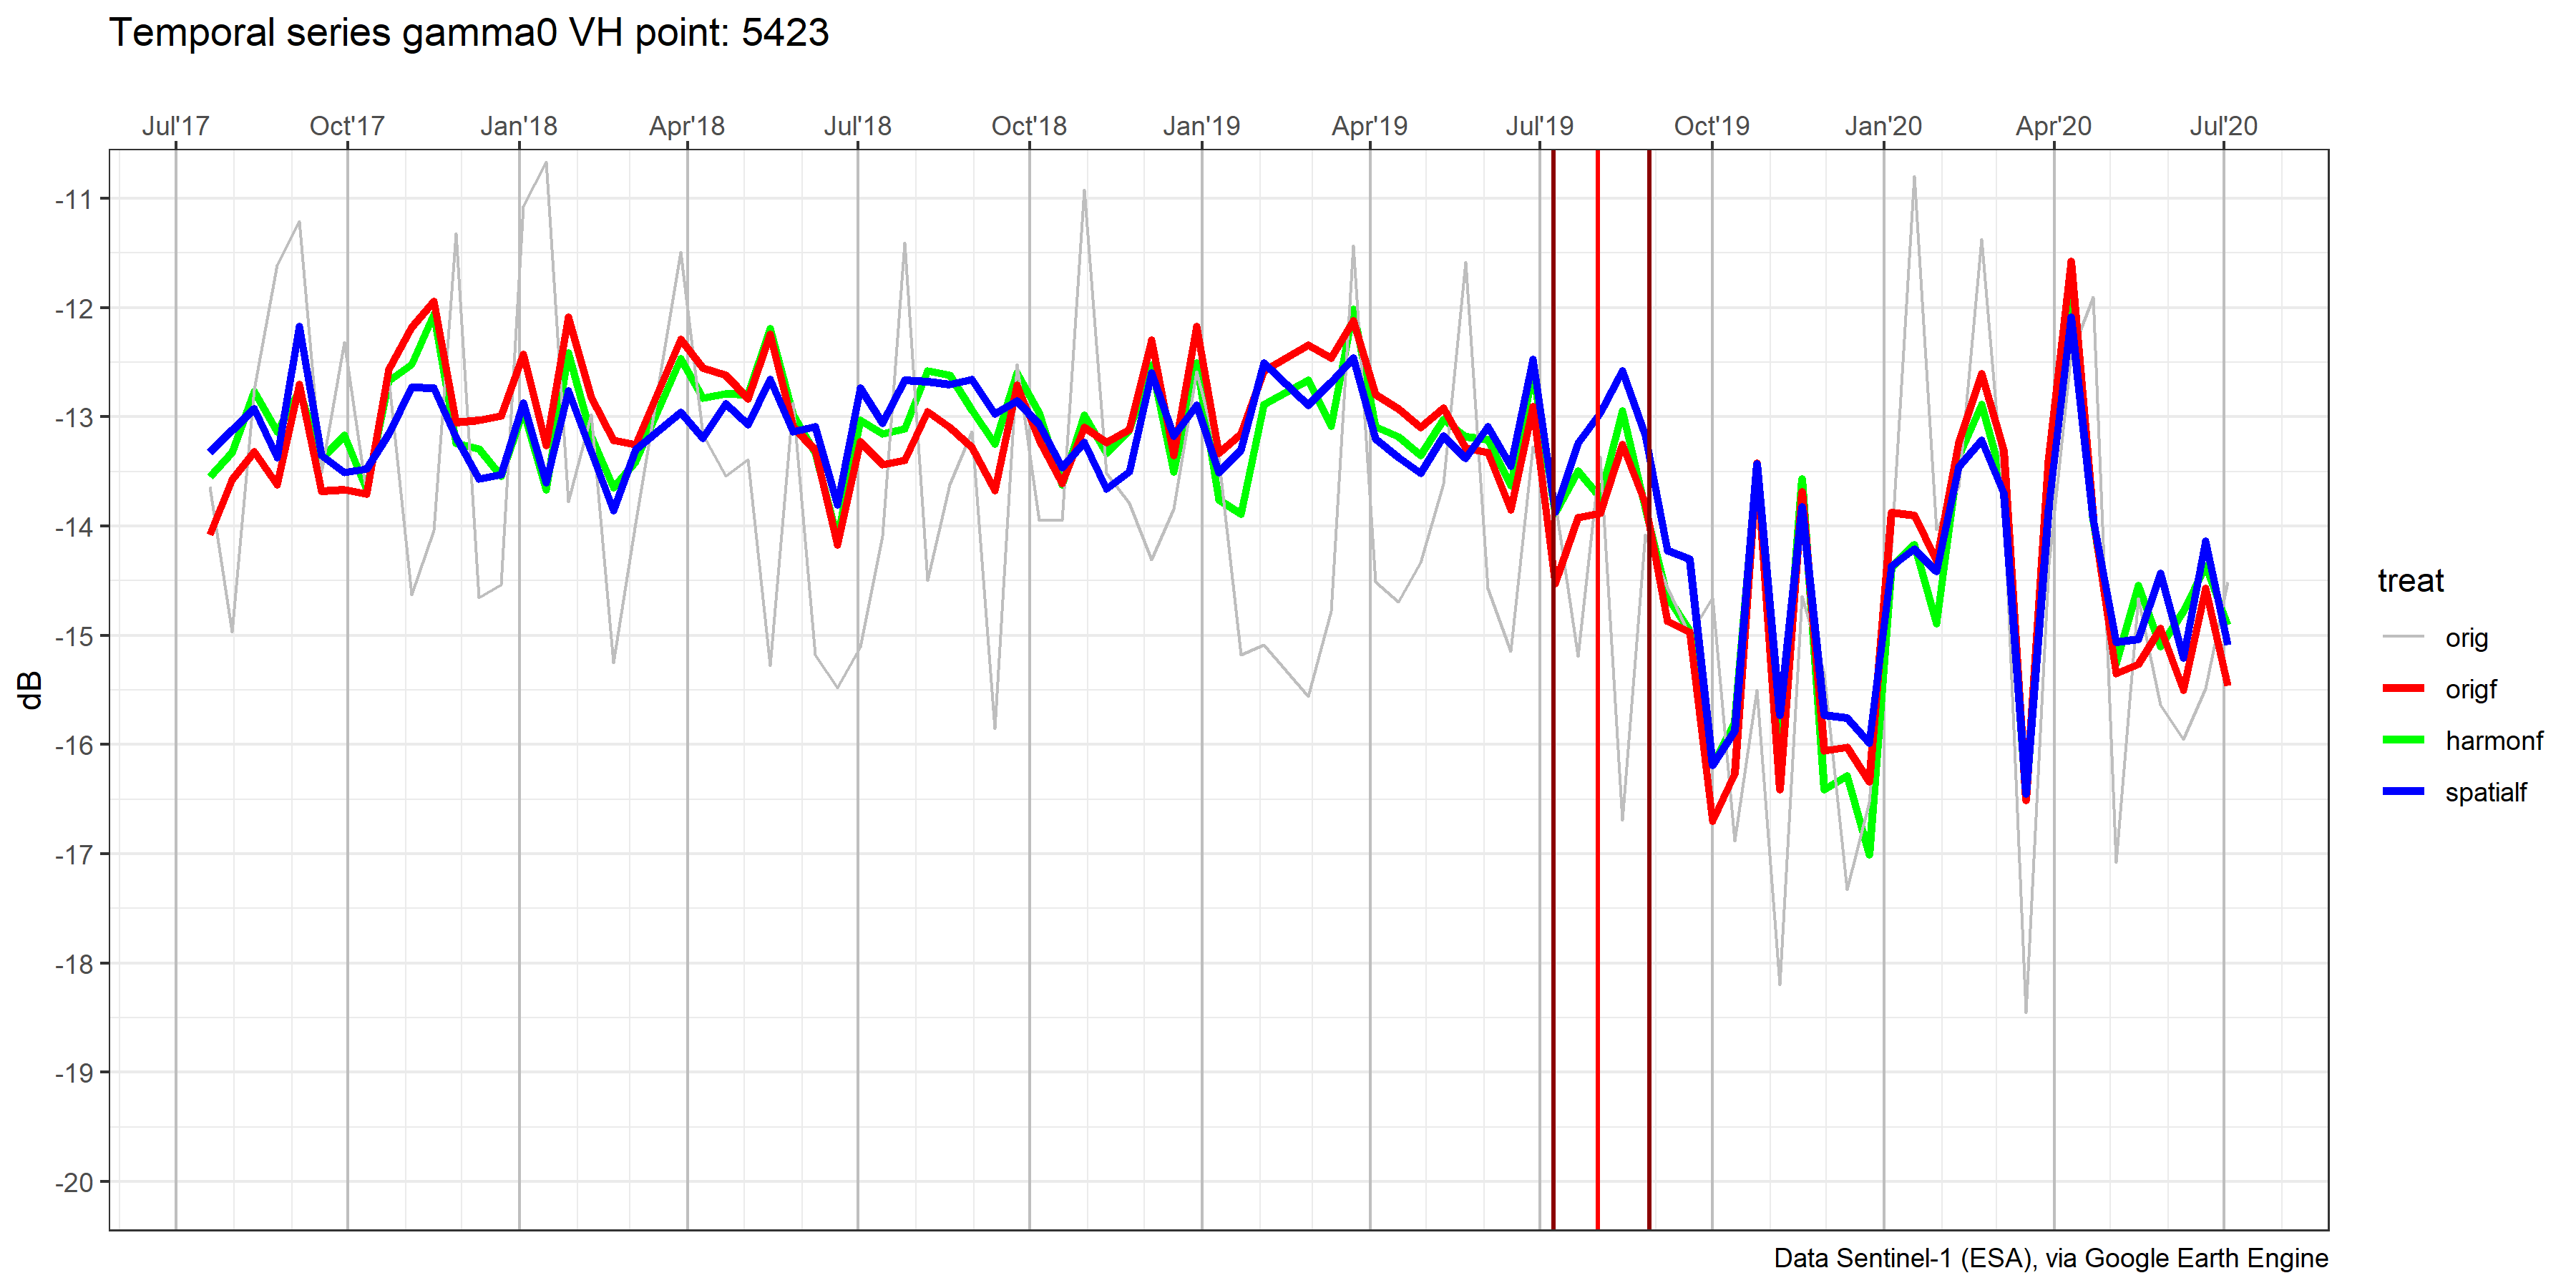 Temporal series gamma0 VH point: 5423
Jul'17 Oct'17 Jan'18 Apr'18 Jul'18 Oct'18 Jan'19 Apr'19 Jul'19 Oct'19 Jan'20 Apr'20 Jul'20
-11
-12
-13
-14
-15
-16
-17
-18
-19
-20
dB
treat
orig
origf
harmonf
spatialf
Data Sentinel-1 (ESA), via Google Earth Engine